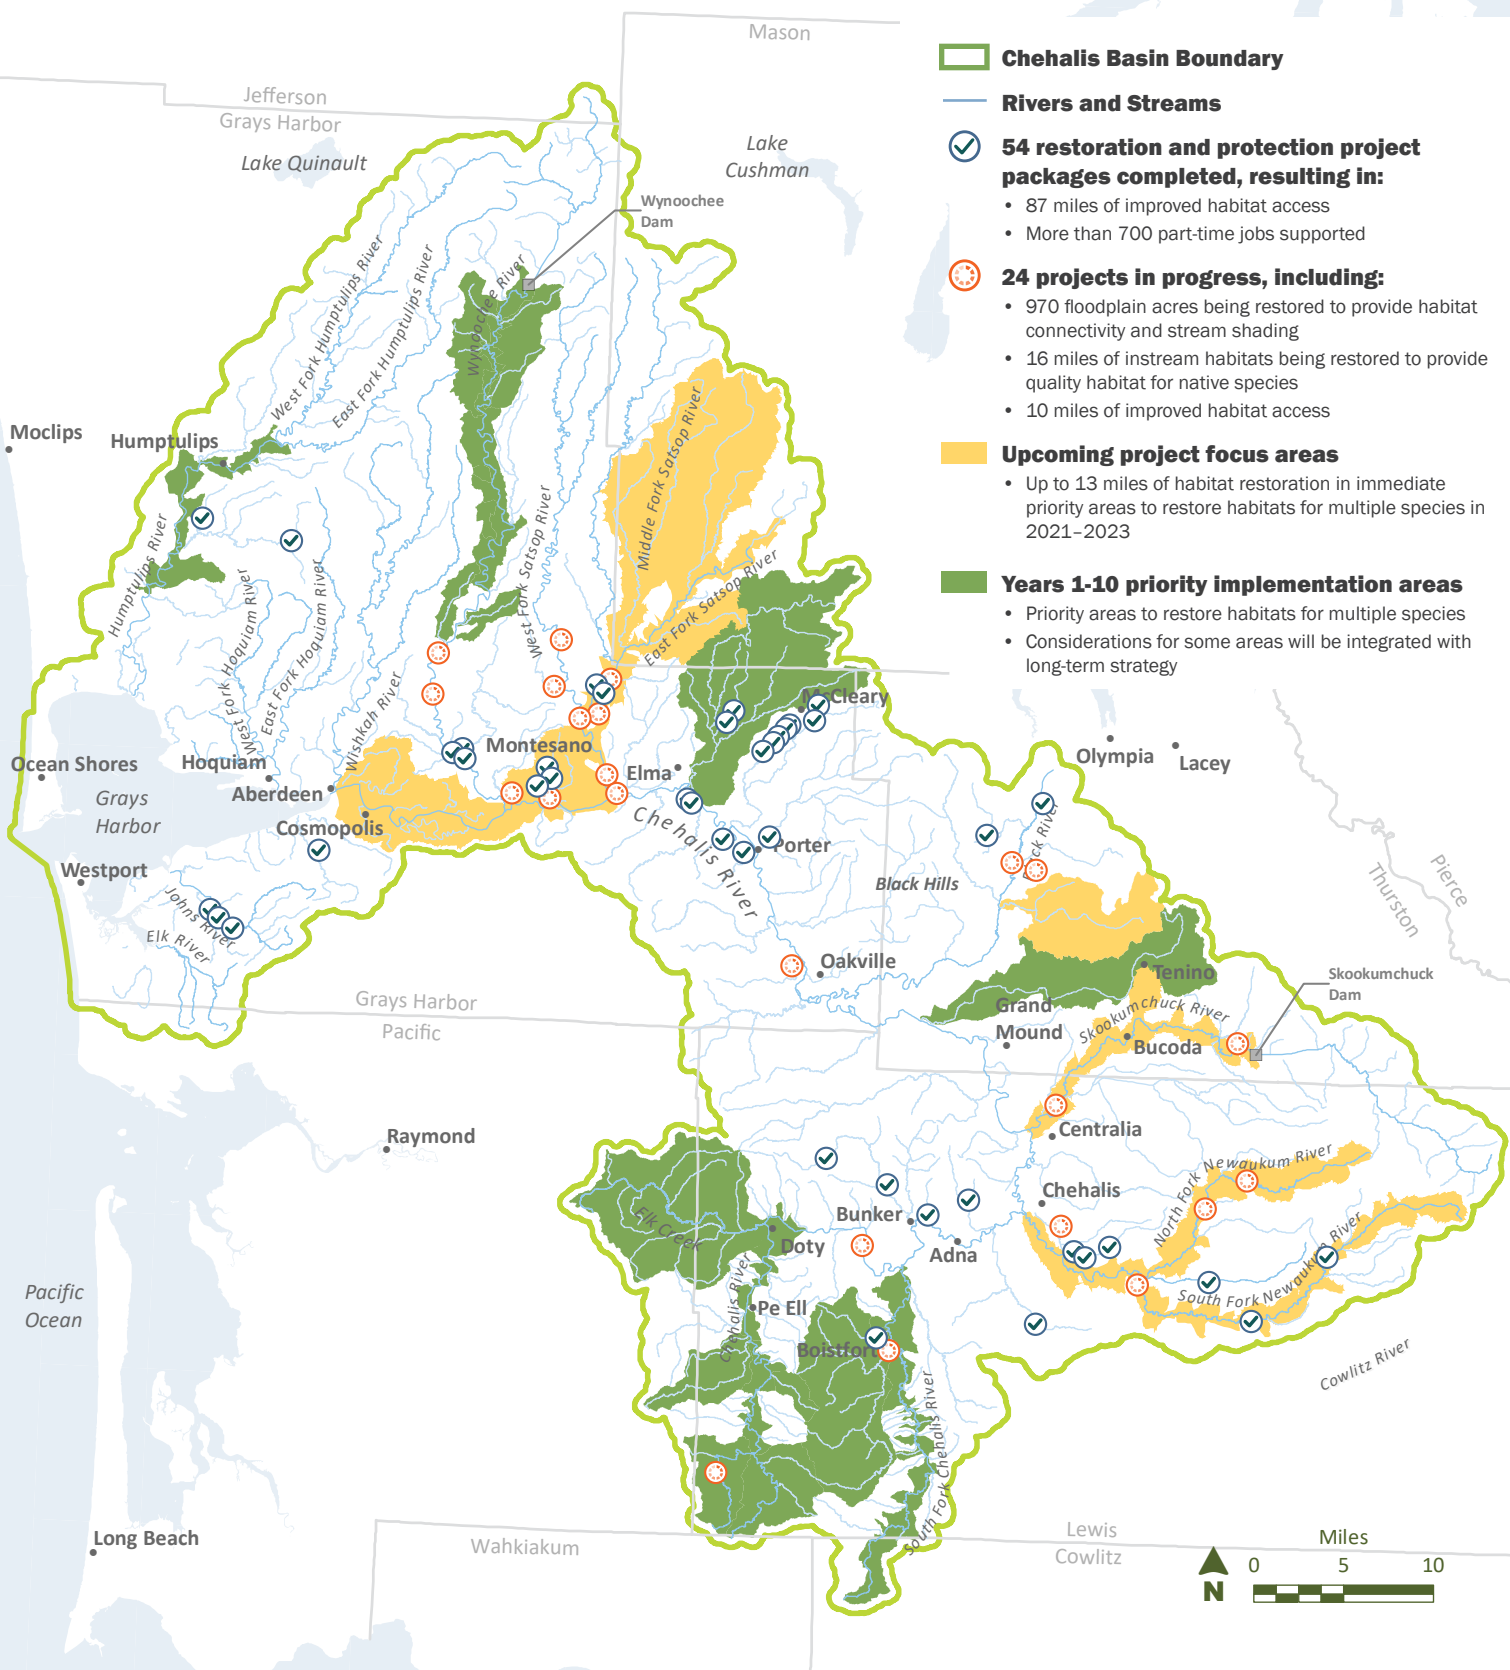 Mason
Jefferson
Grays Harbor
Lake Quinault
Lake
Cushman
Wynoochee
Dam
Chehalis Basin Boundary
Rivers and Streams
54 restoration and protection project
packages completed, resulting in:
• 87 miles of improved habitat access
• More than 700 part-time jobs supported
24 projects in progress, including:
• 970 floodplain acres being restored to provide habitat
connectivity and stream shading
• 16 miles of instream habitats being restored to provide
quality habitat for native species
• 10 miles of improved habitat access
Upcoming project focus areas
• Up to 13 miles of habitat restoration in immediate
priority areas to restore habitats for multiple species in
2021–2023
Years 1-10 priority implementation areas
• Priority areas to restore habitats for multiple species
• Considerations for some areas will be integrated with
long-term strategy
West Fork Humptulips River
East Fork Humptulips River
Wynoochee River
Middle Fork Satsop River
Moclips
Humptulips
Humptulips River
West Fork Hoquiam River
East Fork Hoquiam River
Wishkah River
West Fork Satsop River
East Fork Satsop River
McCleary
Montesano
Elma
Ocean Shores
Hoquiam
Aberdeen
Grays
Harbor
Cosmopolis
Westport
Johns River
Elk River
Chehalis River
Porter
Black Hills
Black River
Olympia
Lacey
Pierce
Thurston
Oakville
Tenino
Grand
Mound
Skookumchuck River
Bucoda
Skookumchuck
Dam
Grays Harbor
Pacific
Raymond
Centralia
Chehalis
North Fork Newaukum River
South Fork Newaukum River
Bunker
Adna
Elk Creek
Doty
Chehalis River
Pe Ell
Boistfort
South Fork Chehalis River
Cowlitz River
Pacific
Ocean
Long Beach
Wahkiakum
Lewis
Cowlitz
Miles
0 5 10
N